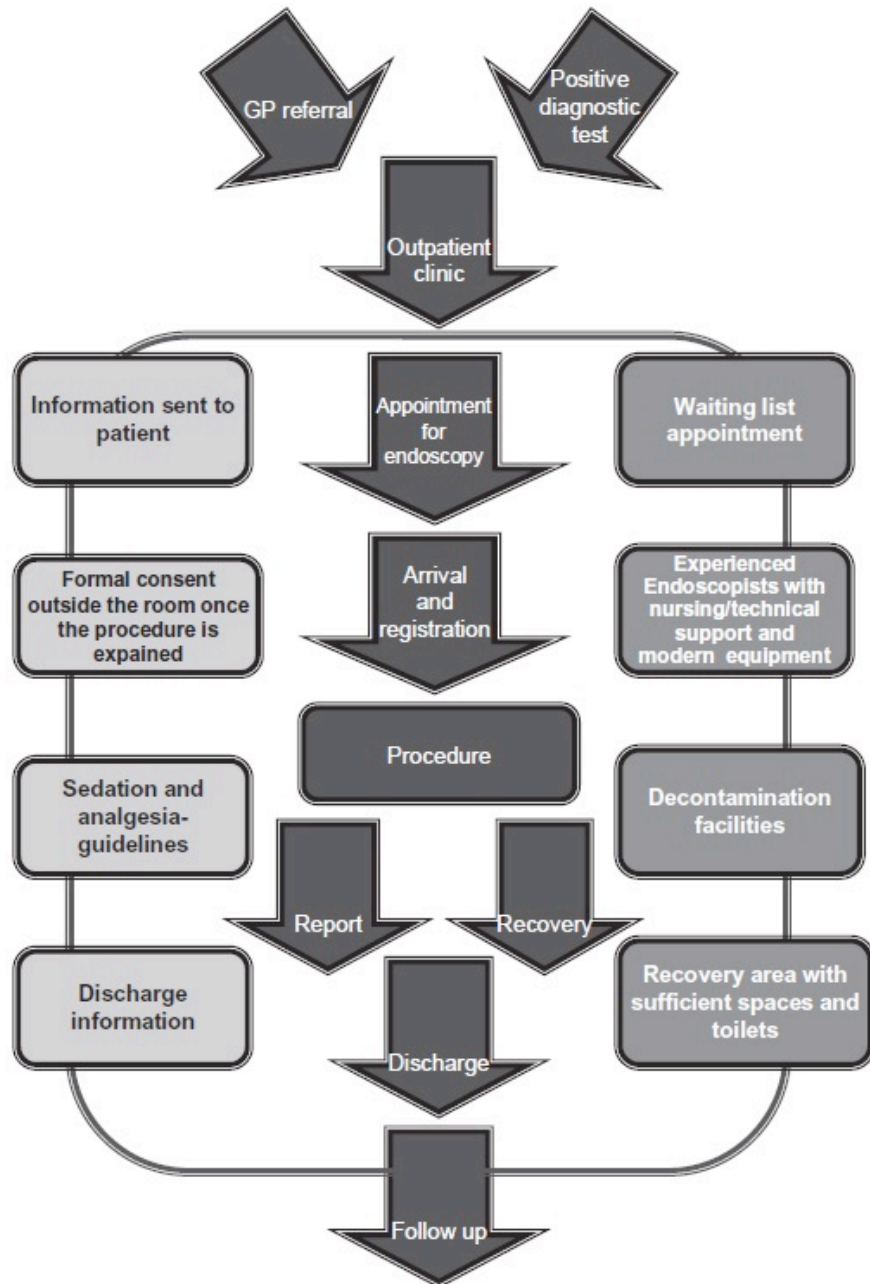 GP referral
Positive
diagnostic
test
Outpatient
clinic
Information sent to
patient
Appointment
for
endoscopy
Waiting list
appointment
Formal consent
outside the room once
the procedure is
expained
Arrival
and
registration
Experienced
Endoscopists with
nursing/technical
support and
modern equipment
Procedure
Sedation and
analgesia-
guidelines
Decontamination
facilities
Report
Recovery
Discharge
information
Recovery area with
sufficient spaces and
toilets
Discharge
Follow up